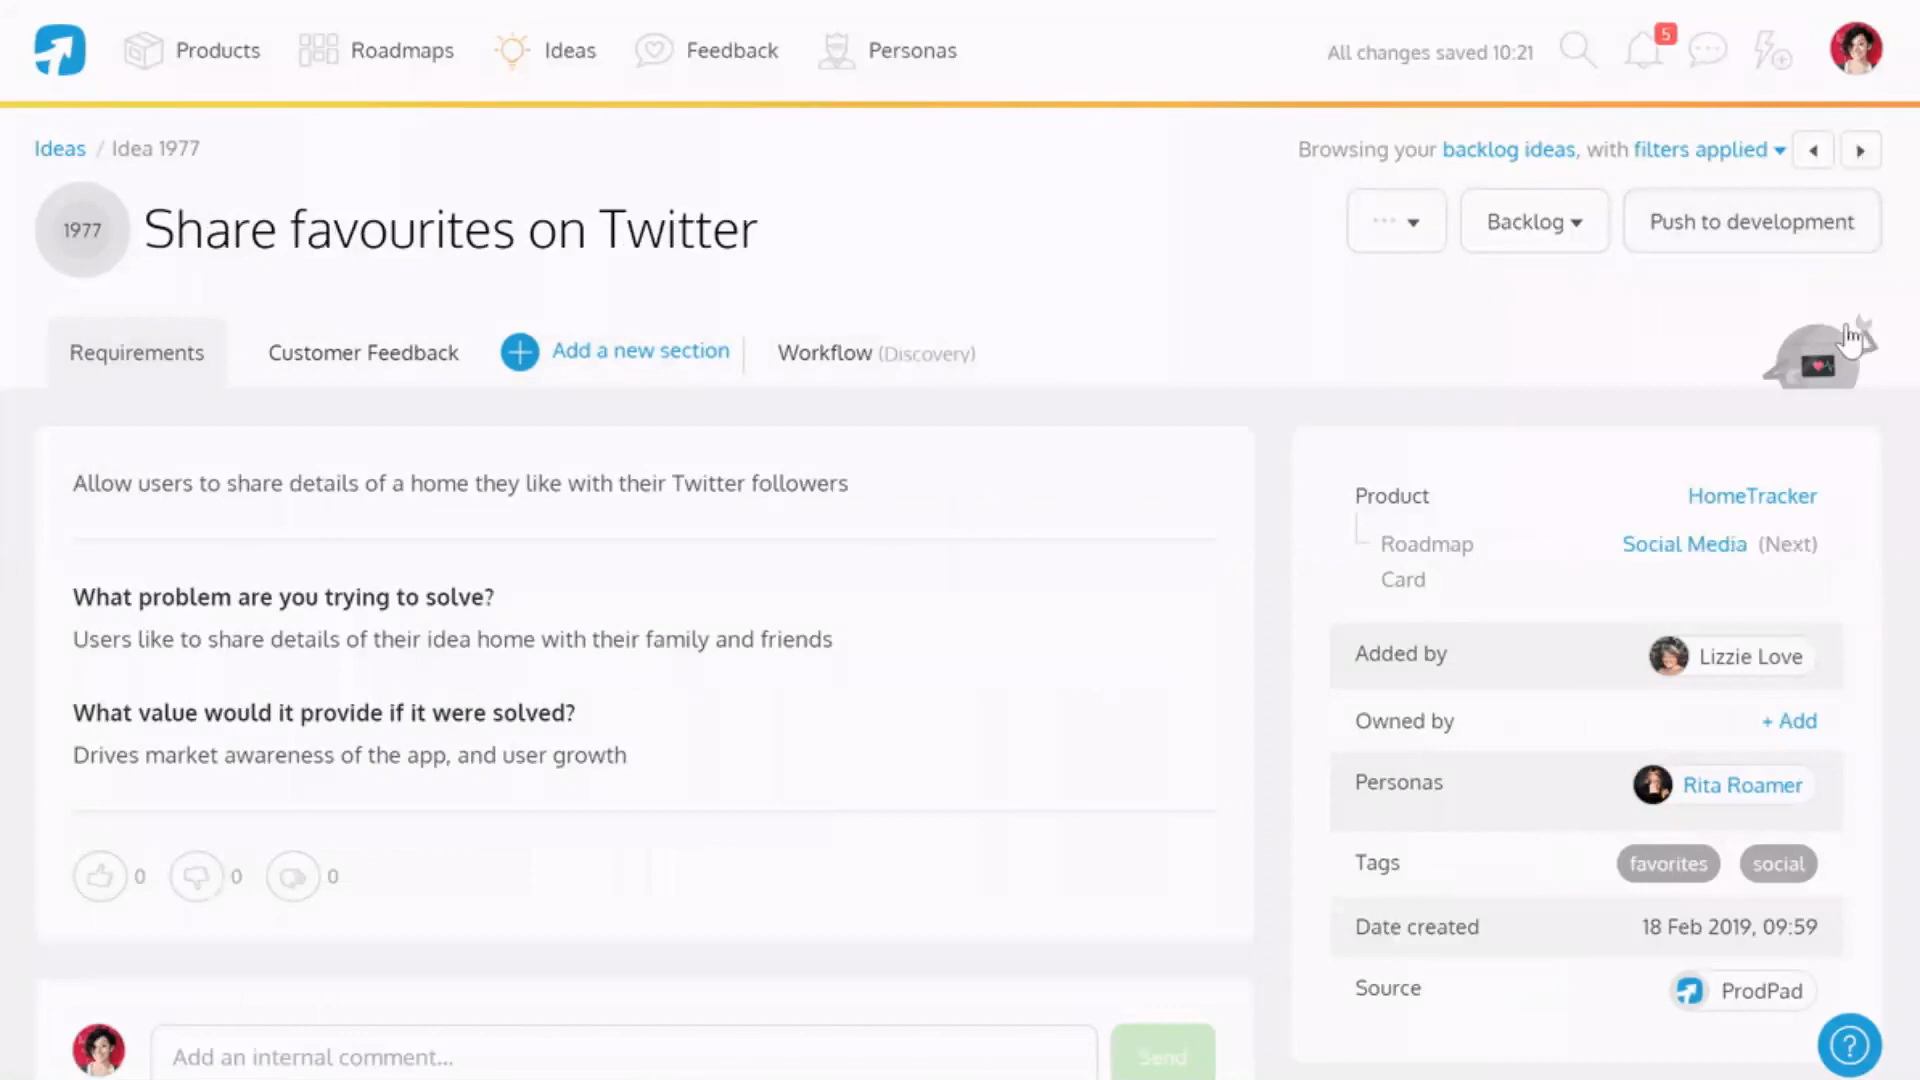 Products
Roadmaps
Ideas
Feedback
Personas
All changes saved 10:21
5
Ideas / Idea 1977
Browsing your backlog ideas, with filters applied
1977
Share favourites on Twitter
Backlog
Push to development
Requirements
Customer Feedback
Add a new section
Workflow (Discovery)
Allow users to share details of a home they like with their Twitter followers
What problem are you trying to solve?
Users like to share details of their idea home with their family and friends
What value would it provide if it were solved?
Drives market awareness of the app, and user growth
0
0
0
Add an internal comment...
Send
Product
HomeTracker
Roadmap
Card
Social Media (Next)
Added by
Lizzie Love
Owned by
+ Add
Personas
Rita Roamer
Tags
favorites
social
Date created
18 Feb 2019, 09:59
Source
ProdPad
?